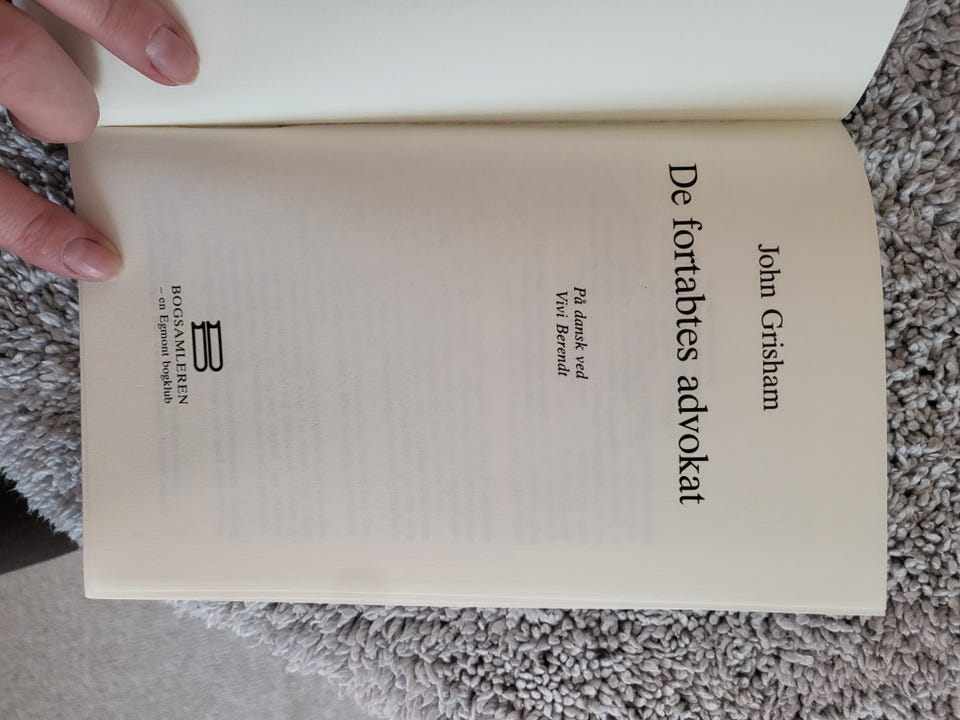 John Grisham
De fortabtes advokat
På dansk ved
Vivi Berendt
BOGSAMLEREN
– en Egmont bogklub